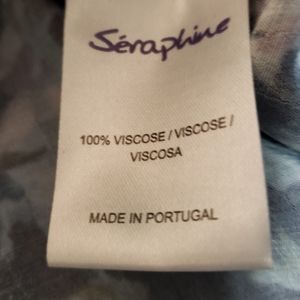 Séraphine
100% VISCOSE / VISCOSE /
VISCOSA
MADE IN PORTUGAL